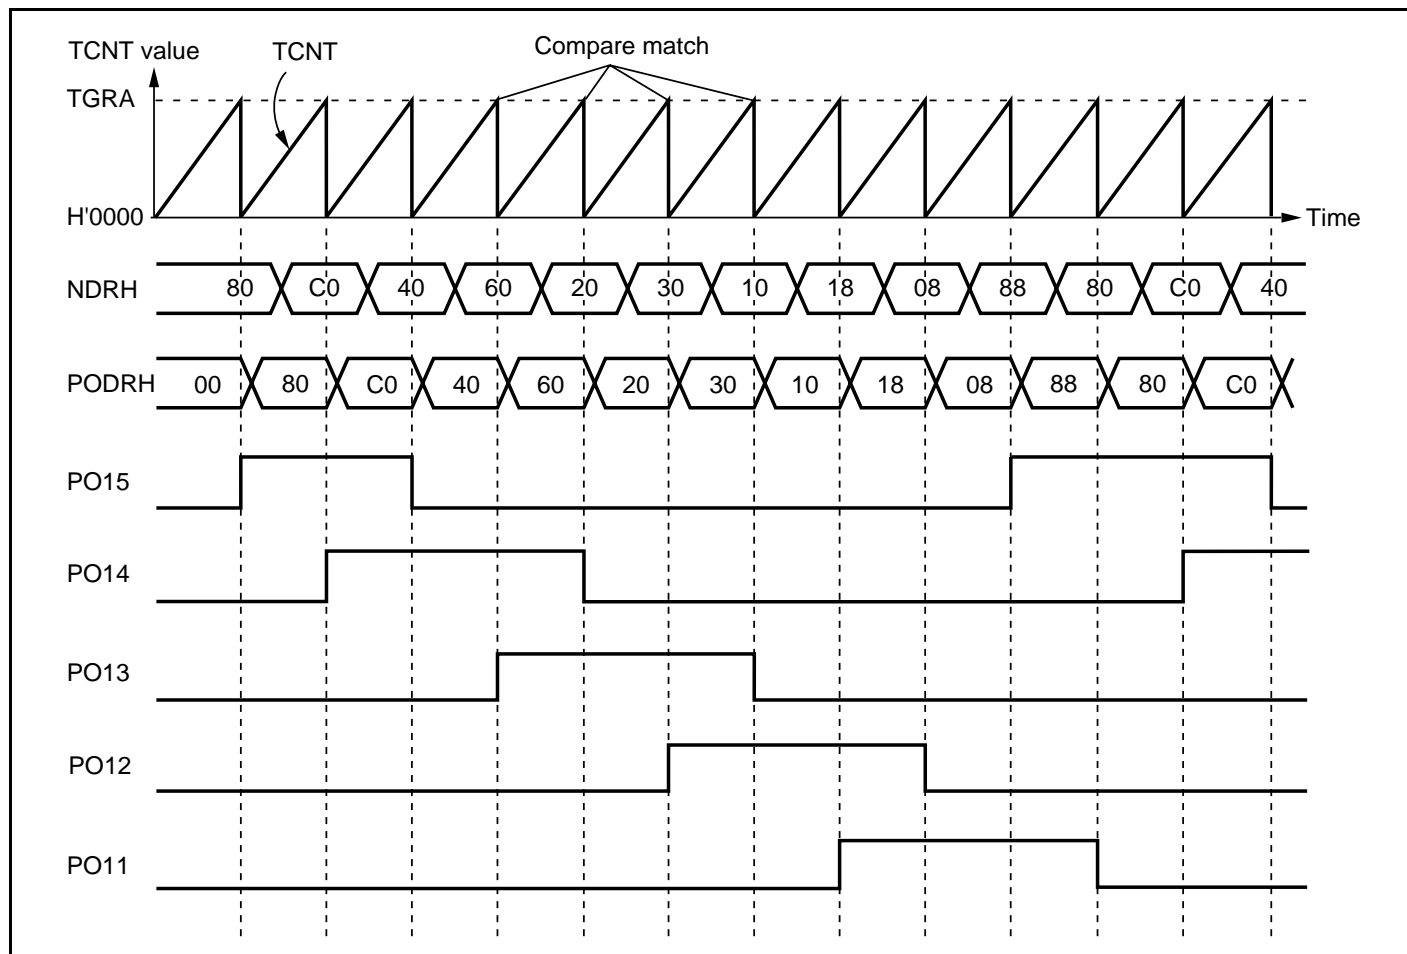 Compare match
TCNT value
TCNT
TGRA
H'0000
Time
NDRH 80 C0 40 60 20 30 10 18 08 88 80 C0 40
PODRH 00 80 C0 40 60 20 30 10 18 08 88 80 C0
PO15
PO14
PO13
PO12
PO11